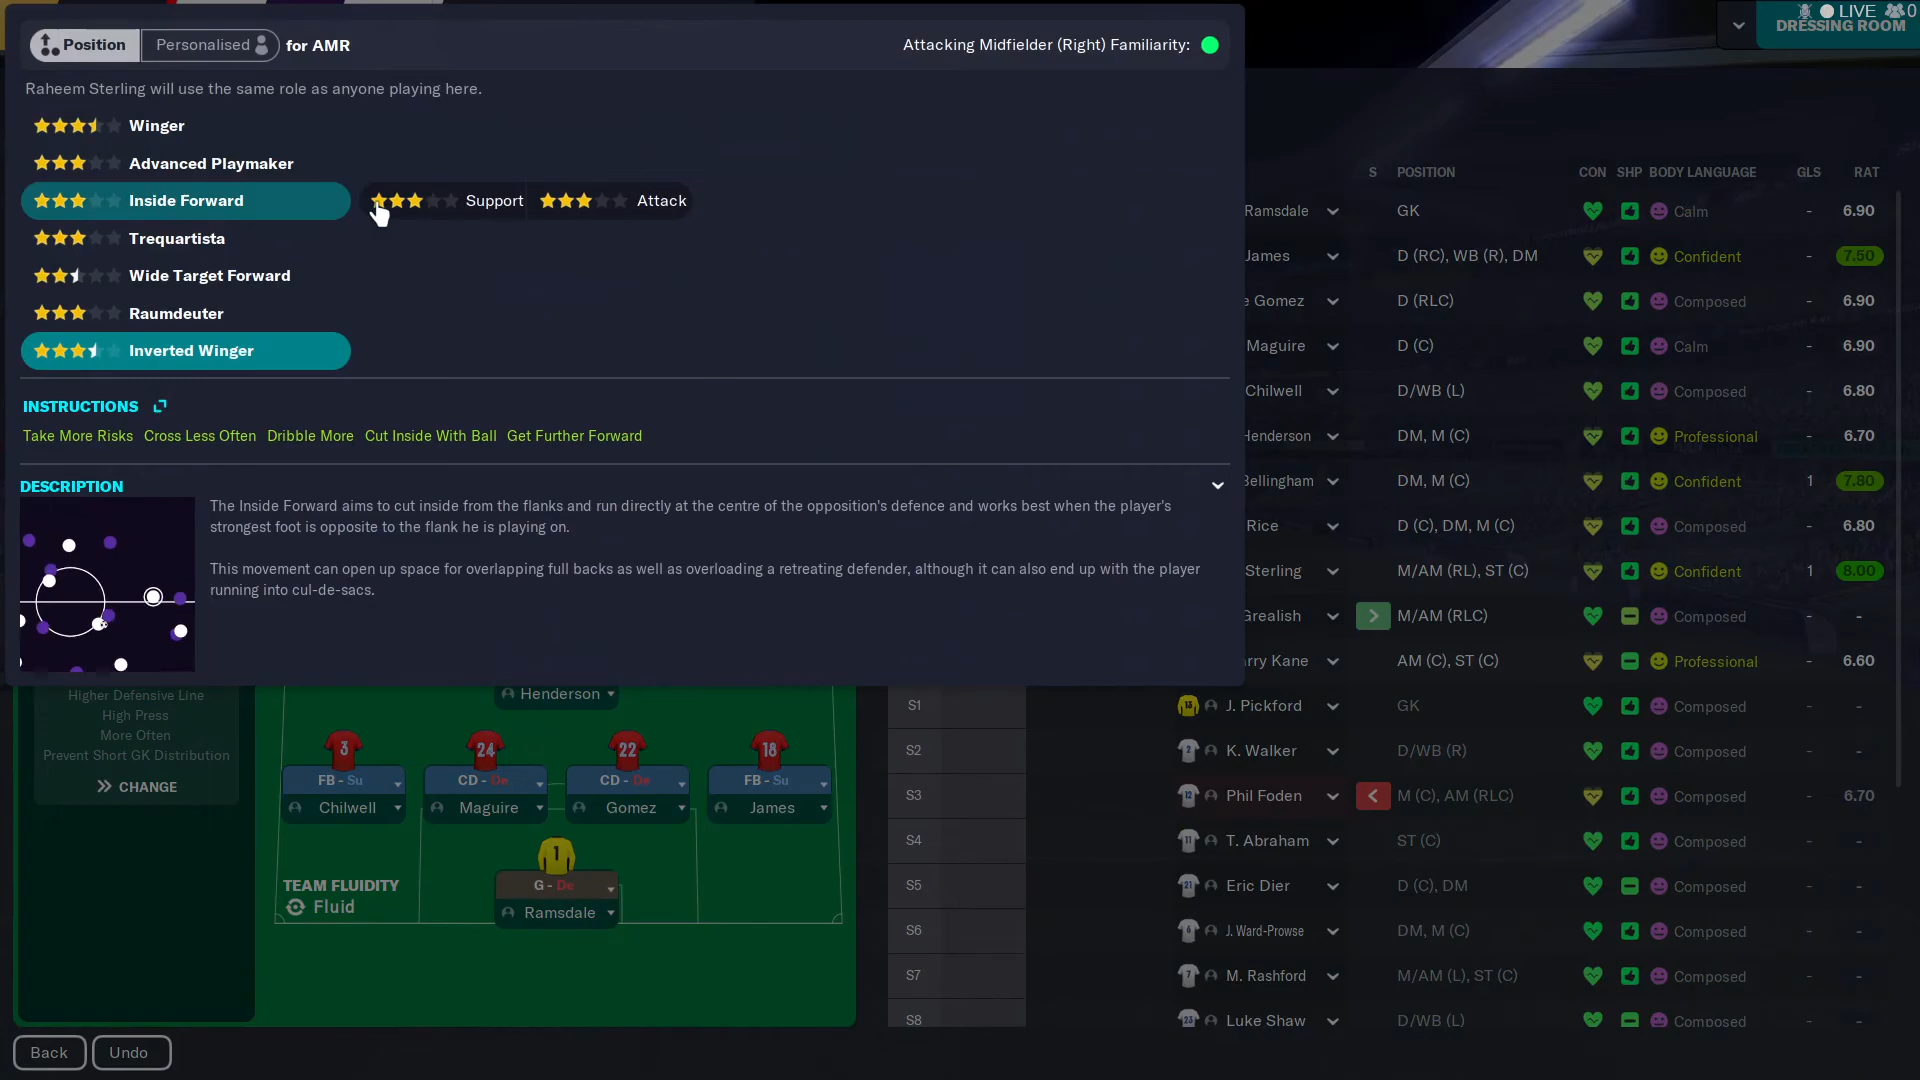 LIVE 0
DRESSING ROOM
Position Personalised for AMR
Attacking Midfielder (Right) Familiarity:
Raheem Sterling will use the same role as anyone playing here.
Winger
Advanced Playmaker
Inside Forward Support Attack
Trequartista
Wide Target Forward
Raumdeuter
Inverted Winger
INSTRUCTIONS
Take More Risks Cross Less Often Dribble More Cut Inside With Ball Get Further Forward
DESCRIPTION
The Inside Forward aims to cut inside from the flanks and run directly at the centre of the opposition's defence and works best when the player's
strongest foot is opposite to the flank he is playing on.
This movement can open up space for overlapping full backs as well as overloading a retreating defender, although it can also end up with the player
running into cul-de-sacs.
Higher Defensive Line
High Press
More Often
Prevent Short GK Distribution
CHANGE
Henderson
3 24 22 18
FB - Su CD - De CD - De FB - Su
Chilwell Maguire Gomez James
1
G - De
Ramsdale
TEAM FLUIDITY
Fluid
S POSITION CON SHP BODY LANGUAGE GLS RAT
Ramsdale GK Calm - 6.90
James D (RC), WB (R), DM Confident - 7.50
e Gomez D (RLC) Composed - 6.90
Maguire D (C) Calm - 6.90
Chilwell D/WB (L) Composed - 6.80
Henderson DM, M (C) Professional - 6.70
Bellingham DM, M (C) Confident 1 7.80
Rice D (C), DM, M (C) Composed - 6.80
Sterling M/AM (RL), ST (C) Confident 1 8.00
Grealish M/AM (RLC) Composed - -
rry Kane AM (C), ST (C) Professional - 6.60
S1 13 J. Pickford GK Composed - -
S2 2 K. Walker D/WB (R) Composed - -
S3 12 Phil Foden M (C), AM (RLC) Composed - 6.70
S4 11 T. Abraham ST (C) Composed - -
S5 21 Eric Dier D (C), DM Composed - -
S6 6 J. Ward-Prowse DM, M (C) Composed - -
S7 7 M. Rashford M/AM (L), ST (C) Composed - -
S8 23 Luke Shaw D/WB (L) Composed - -
Back Undo